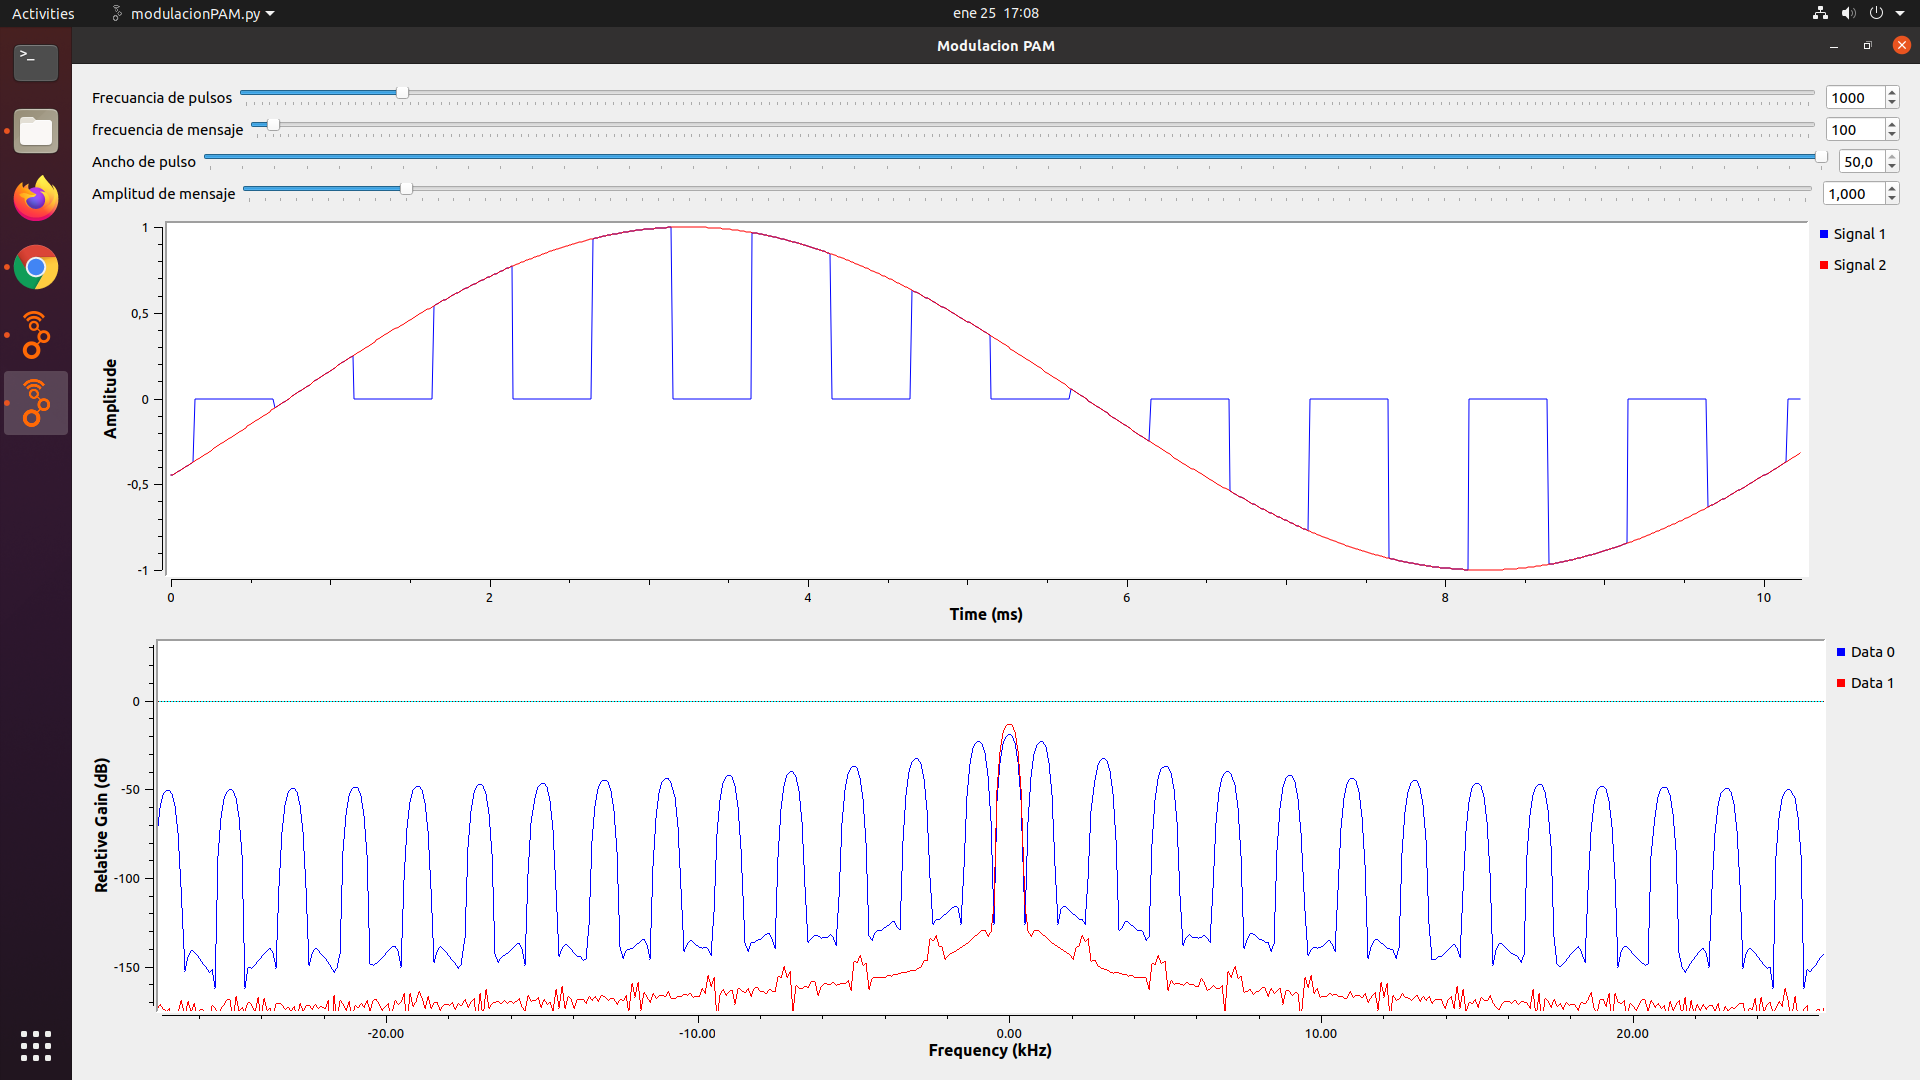 Activities
modulacionPAM.py
ene 25 17:08
Modulacion PAM
Frecuancia de pulsos
1000
frecuencia de mensaje
100
Ancho de pulso
50,0
Amplitud de mensaje
1,000
Signal 1
Signal 2
Amplitude
1
0,5
0
-0,5
-1
0 2 4 6 8 10
Time (ms)
Data 0
Data 1
Relative Gain (dB)
0
-50
-100
-150
-20.00 -10.00 0.00 10.00 20.00
Frequency (kHz)